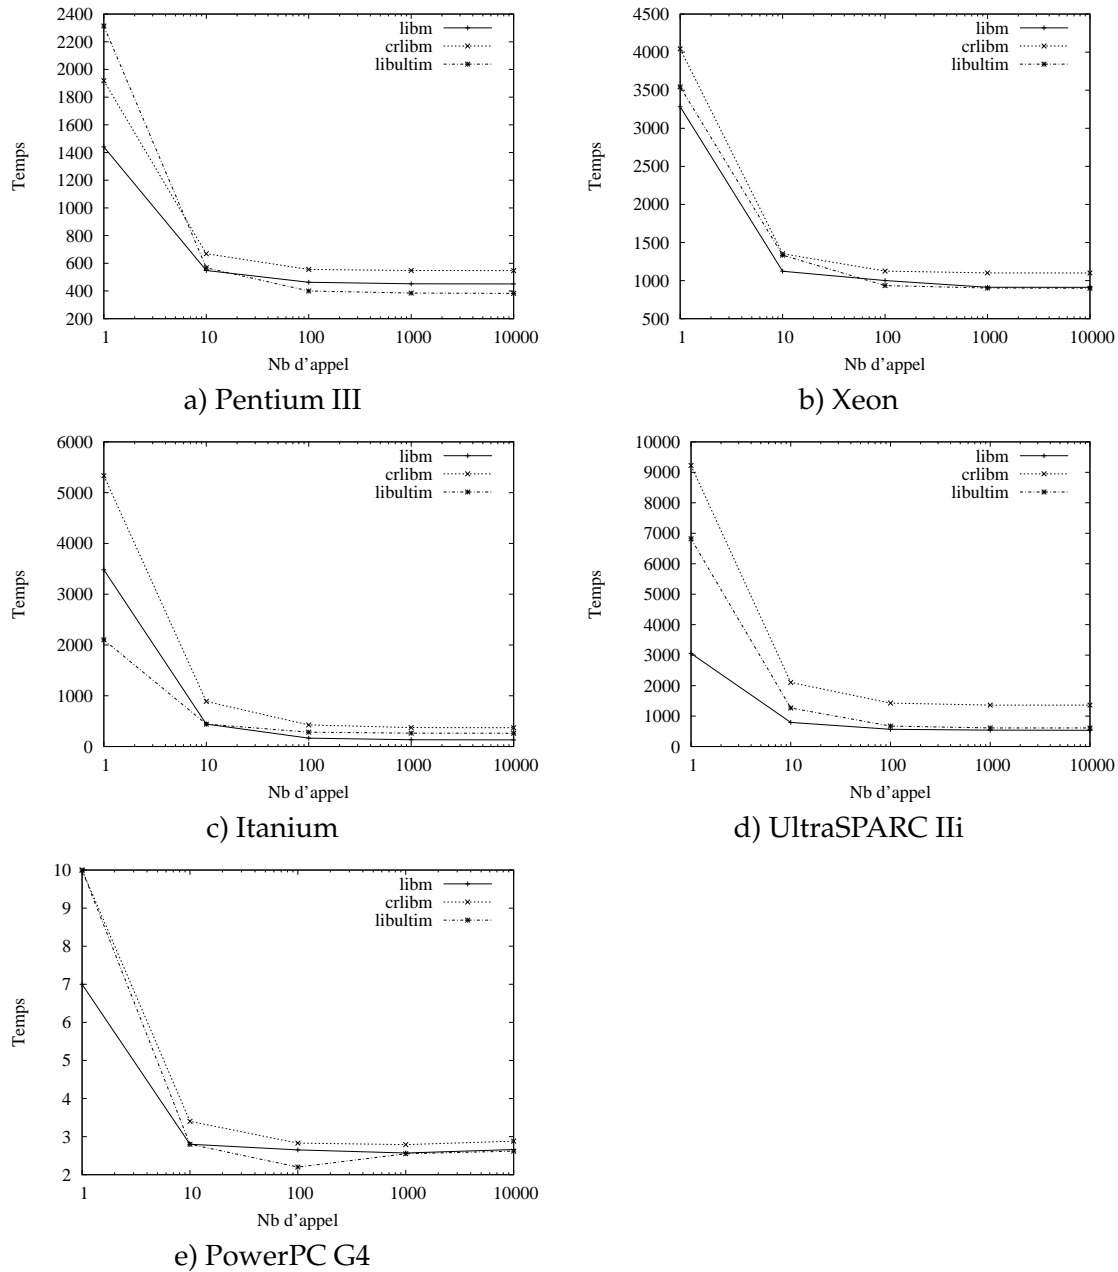 2400
2200
2000
1800
1600
1400
1200
1000
800
600
400
200
Temps
libm
crlibm
libultim
1 10 100 1000 10000
Nb d'appel
a) Pentium III
4500
4000
3500
3000
2500
2000
1500
1000
500
Temps
libm
crlibm
libultim
1 10 100 1000 10000
Nb d'appel
b) Xeon
6000
5000
4000
3000
2000
1000
0
Temps
libm
crlibm
libultim
1 10 100 1000 10000
Nb d'appel
c) Itanium
10000
9000
8000
7000
6000
5000
4000
3000
2000
1000
0
Temps
libm
crlibm
libultim
1 10 100 1000 10000
Nb d'appel
d) UltraSPARC IIi
10
9
8
7
6
5
4
3
2
Temps
libm
crlibm
libultim
1 10 100 1000 10000
Nb d'appel
e) PowerPC G4